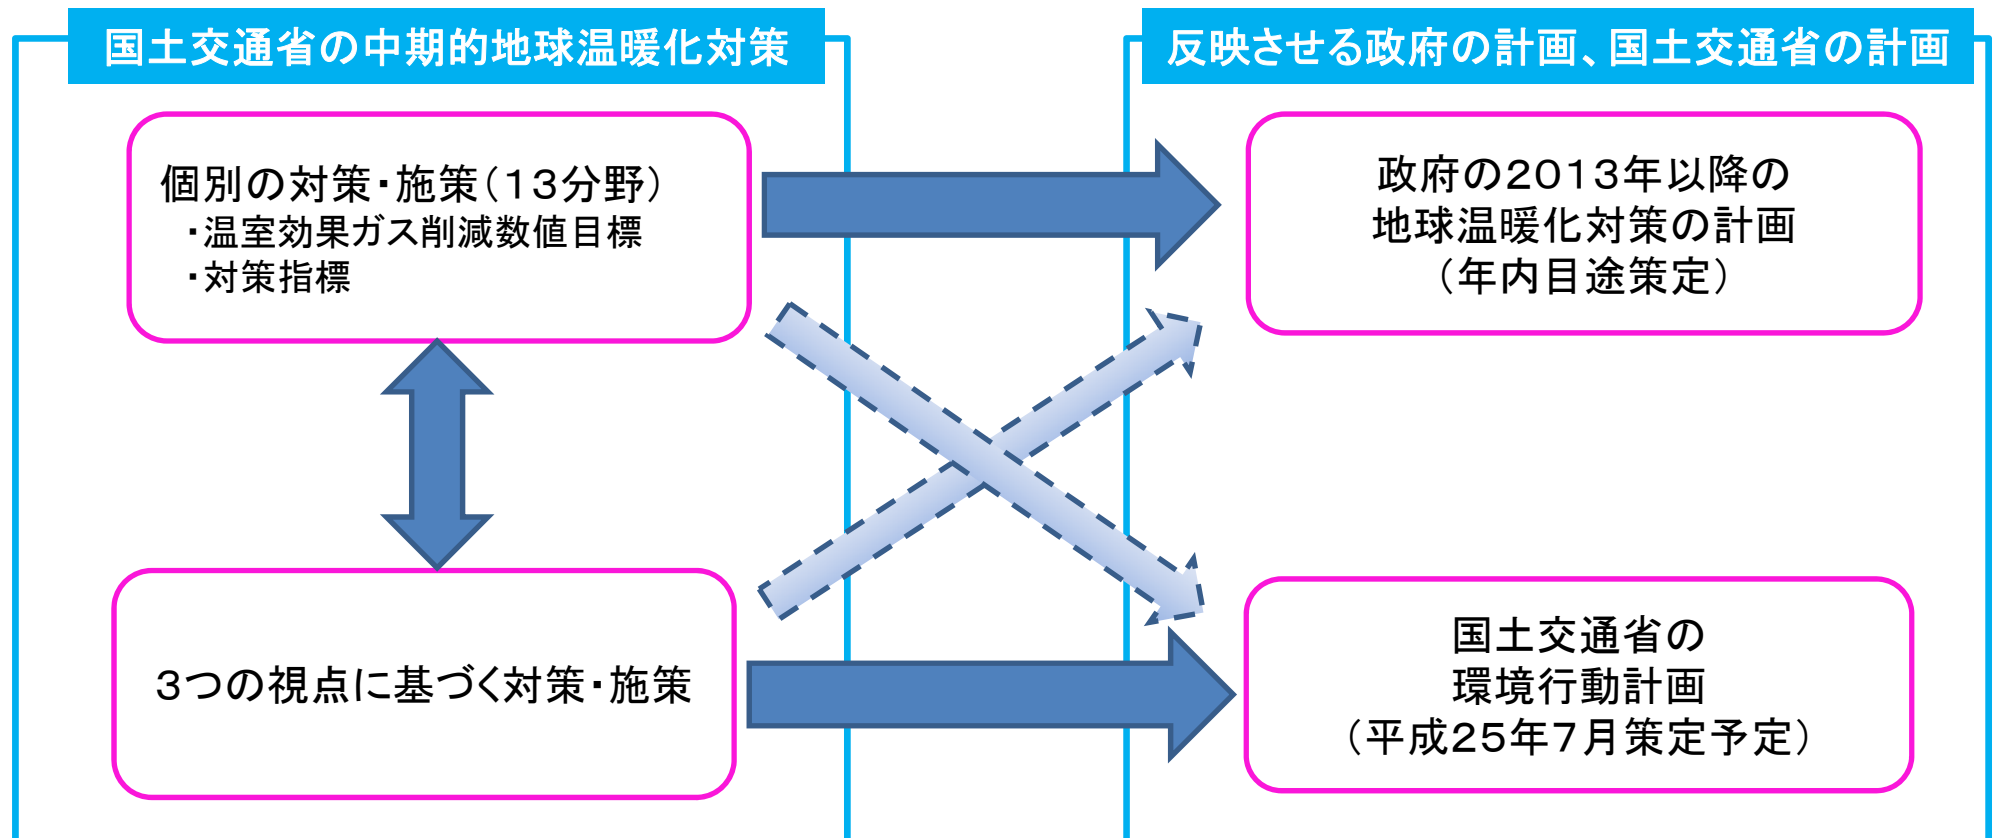 国土交通省の中期的地球温暖化対策
個別の対策・施策（１３分野）
・温室効果ガス削減数値目標
・対策指標
３つの視点に基づく対策・施策
反映させる政府の計画、国土交通省の計画
政府の２０１３年以降の
地球温暖化対策の計画
（年内目途策定）
国土交通省の
環境行動計画
（平成２５年７月策定予定）